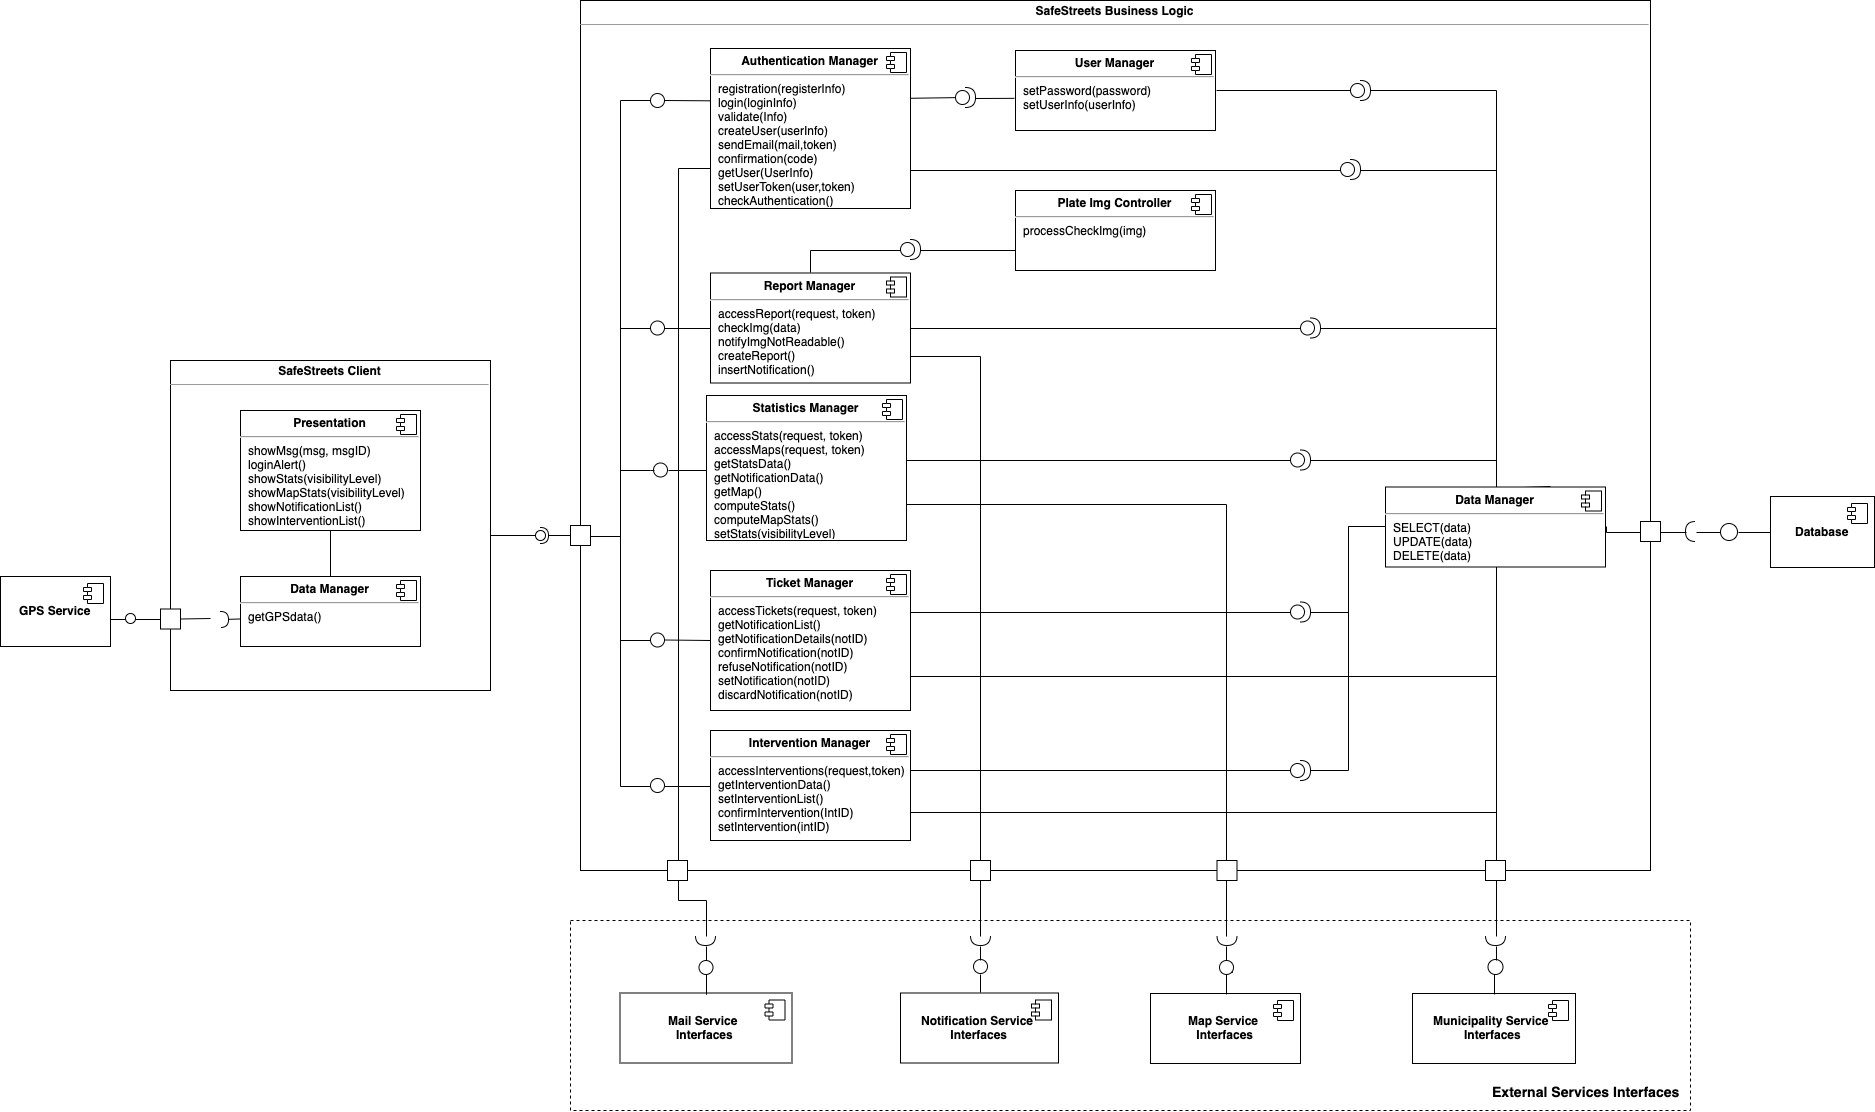 SafeStreets Business Logic
Authentication Manager
registration(registerInfo)
login(loginInfo)
validate(Info)
createUser(userInfo)
sendEmail(mail,token)
confirmation(code)
getUser(UserInfo)
setUserToken(user,token)
checkAuthentication()
User Manager
setPassword(password)
setUserInfo(userInfo)
Plate Img Controller
processCheckImg(img)
Report Manager
accessReport(request, token)
checkImg(data)
notifyImgNotReadable()
createReport()
insertNotification()
SafeStreets Client
Presentation
showMsg(msg, msgID)
loginAlert()
showStats(visibilityLevel)
showMapStats(visibilityLevel)
showNotificationList()
showInterventionList()
Data Manager
getGPSdata()
GPS Service
Statistics Manager
accessStats(request, token)
accessMaps(request, token)
getStatsData()
getNotificationData()
getMap()
computeStats()
computeMapStats()
setStats(visibilityLevel)
Data Manager
SELECT(data)
UPDATE(data)
DELETE(data)
Database
Ticket Manager
accessTickets(request, token)
getNotificationList()
getNotificationDetails(notID)
confirmNotification(notID)
refuseNotification(notID)
setNotification(notID)
discardNotification(notID)
Intervention Manager
accessInterventions(request,token)
getInterventionData()
setInterventionList()
confirmIntervention(IntID)
setIntervention(intID)
Mail Service
Interfaces
Notification Service
Interfaces
Map Service
Interfaces
Municipality Service
Interfaces
External Services Interfaces